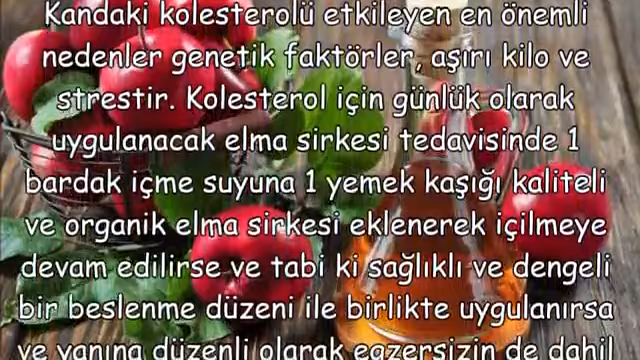 Kandaki kolesterolü etkileyen en önemli
nedenler genetik faktörler, aşırı kilo ve
strestir. Kolesterol için günlük olarak
uygulanacak elma sirkesi tedavisinde 1
bardak içme suyuna 1 yemek kaşığı kaliteli
ve organik elma sirkesi eklenerek içilmeye
devam edilirse ve tabi ki sağlıklı ve dengeli
bir beslenme düzeni ile birlikte uygulanırsa
ve yanına düzenli olarak egzersizin de dahil